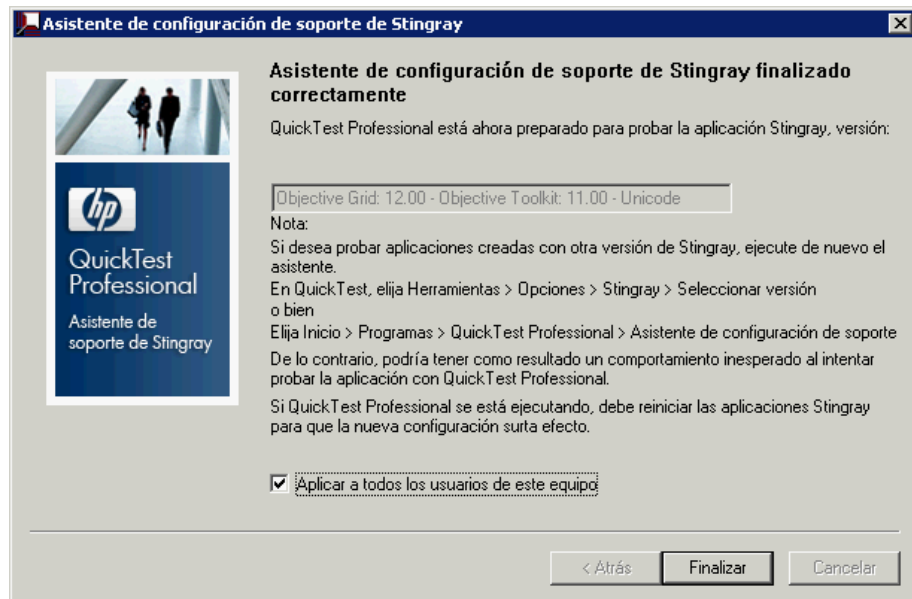 Asistente de configuración de soporte de Stingray
Asistente de configuración de soporte de Stingray finalizado
correctamente
QuickTest Professional está ahora preparado para probar la aplicación Stingray, versión:
Objective Grid: 12.00 - Objective Toolkit: 11.00 - Unicode
Nota:
Si desea probar aplicaciones creadas con otra versión de Stingray, ejecute de nuevo el
asistente.
En QuickTest, elija Herramientas > Opciones > Stingray > Seleccionar versión
o bien
Elija Inicio > Programas > QuickTest Professional > Asistente de configuración de soporte
De lo contrario, podría tener como resultado un comportamiento inesperado al intentar
probar la aplicación con QuickTest Professional.
Si QuickTest Professional se está ejecutando, debe reiniciar las aplicaciones Stingray
para que la nueva configuración surta efecto.
Aplicar a todos los usuarios de este equipo
hp
QuickTest
Professional
Asistente de
soporte de Stingray
< Atrás
Finalizar
Cancelar